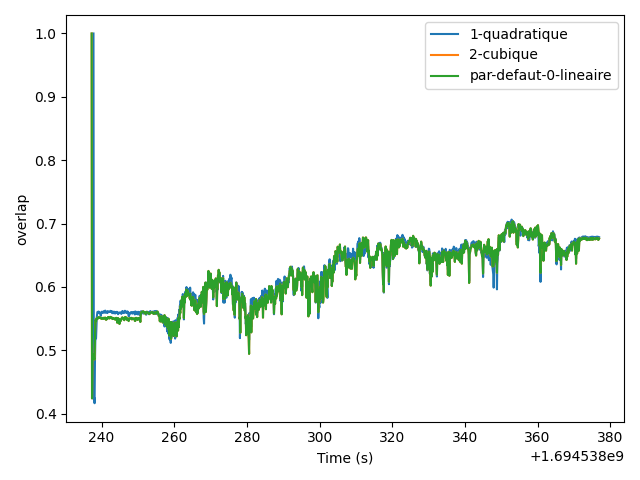 1-quadratique
2-cubique
par-defaut-0-lineaire
1.0
0.9
0.8
0.7
0.6
0.5
0.4
overlap
240 260 280 300 320 340 360 380
Time (s)
+1.694538e9